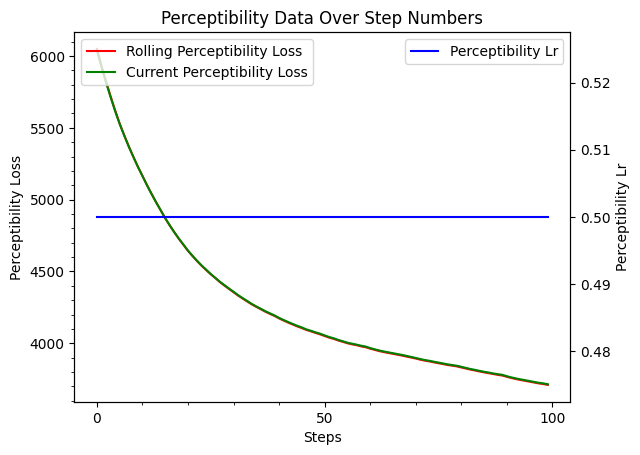 Perceptibility Data Over Step Numbers
Rolling Perceptibility Loss
Current Perceptibility Loss
Perceptibility Lr
6000
5500
5000
4500
4000
Perceptibility Loss
0.52
0.51
0.50
0.49
0.48
Perceptibility Lr
0
50
100
Steps